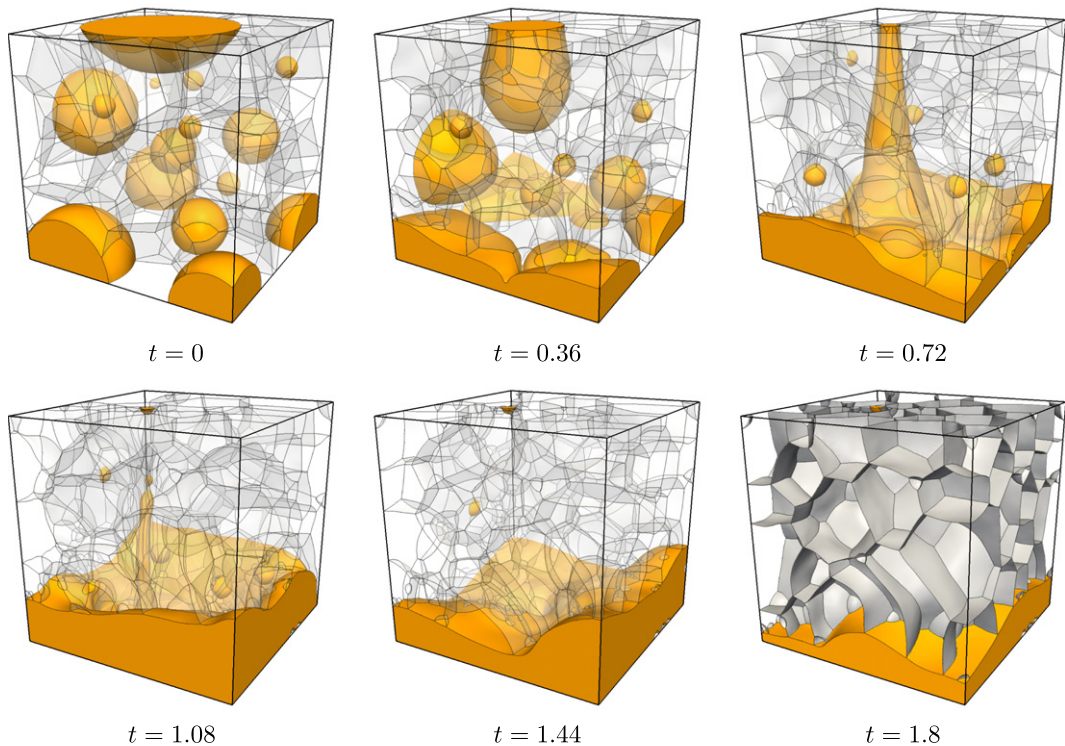 t = 0
t = 0.36
t = 0.72
t = 1.08
t = 1.44
t = 1.8